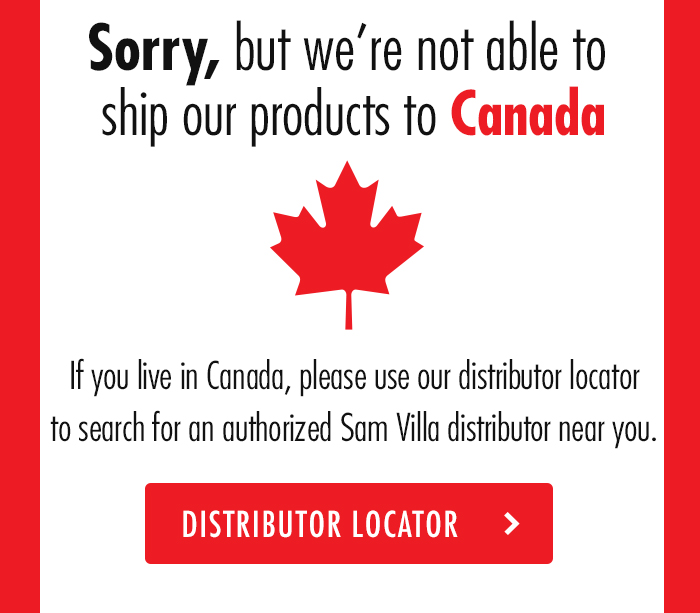 Sorry, but we're not able to
ship our products to Canada
If you live in Canada, please use our distributor locator
to search for an authorized Sam Villa distributor near you.
DISTRIBUTOR LOCATOR